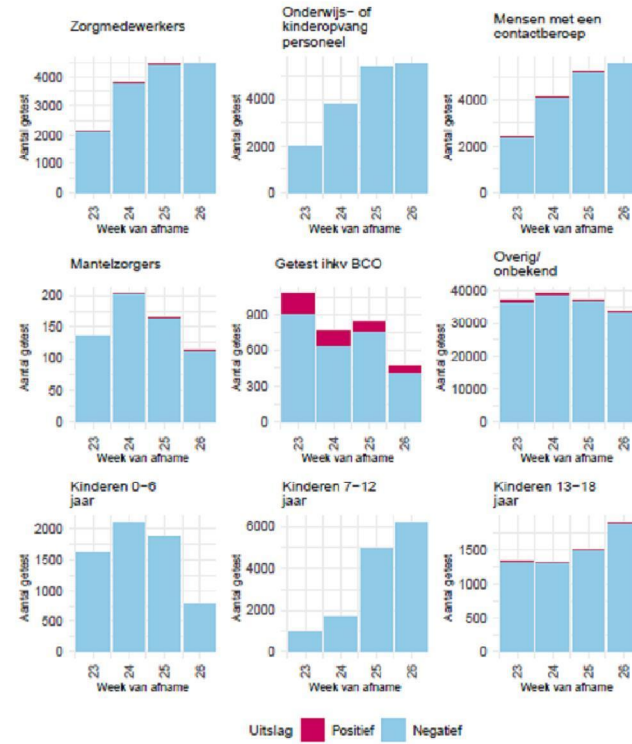 Zorgmedewerkers
Aantal getest
4000
3000
2000
1000
0
23
24
25
26
Week van afname
Onderwijs- of
kinderopvang
personeel
Aantal getest
4000
2000
0
23
24
25
26
Week van afname
Mensen met een
contactberoep
Aantal getest
4000
2000
0
23
24
25
26
Week van afname
Mantelzorgers
Aantal getest
200
150
100
50
0
23
24
25
26
Week van afname
Getest ihkv BCO
Aantal getest
900
600
300
0
23
24
25
26
Week van afname
Overig/
onbekend
Aantal getest
40000
30000
20000
10000
0
23
24
25
26
Week van afname
Kinderen 0-6
jaar
Aantal getest
2000
1500
1000
500
0
23
24
25
26
Week van afname
Kinderen 7-12
jaar
Aantal getest
6000
4000
2000
0
23
24
25
26
Week van afname
Kinderen 13-18
jaar
Aantal getest
1500
1000
500
0
23
24
25
26
Week van afname
Uitslag Positief Negatief